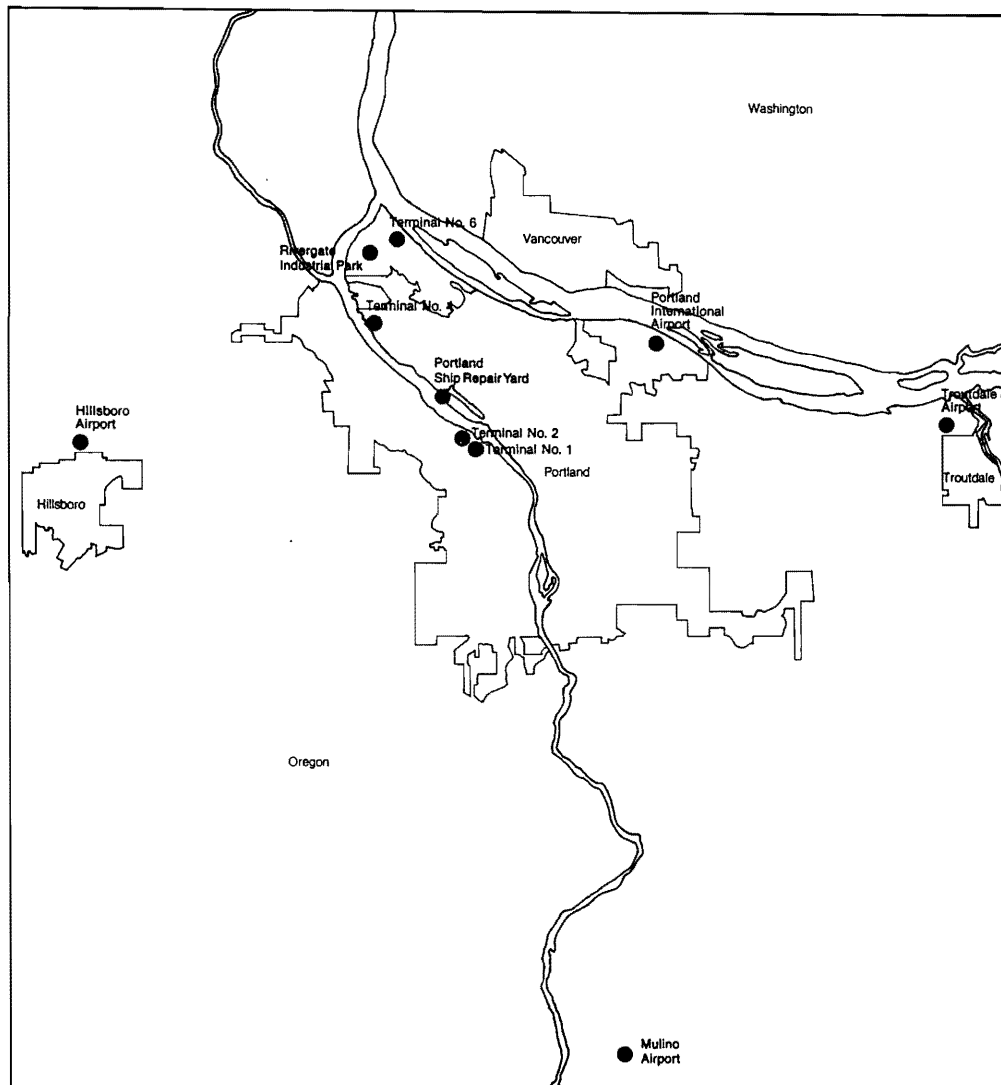 Washington
Terminal No. 6
Vancouver
Rivergate
Industrial Park
Portland
International
Airport
Terminal No.
Portland
Ship Repair Yard
Troutdale
Airport
Hillsboro
Airport
Terminal No. 2
Terminal No. 1
Portland
Troutdale
Hillsboro
Oregon
Mulino
Airport